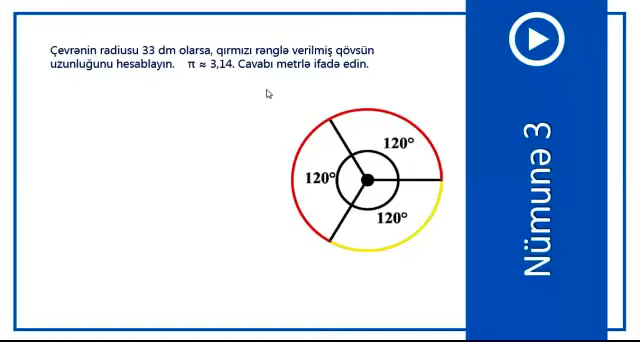 Çevrənin radiusu 33 dm olarsa, qırmızı rənglə verilmiş qövsün
uzunluğunu hesablayın. π ≈ 3,14. Cavabı metrlə ifadə edin.
120°
120°
120°
Nümunə 3